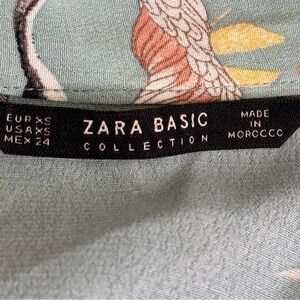 EUR XS
USA XS
MEX 24
ZARA BASIC
COLLECTION
MADE
IN
MOROCCO